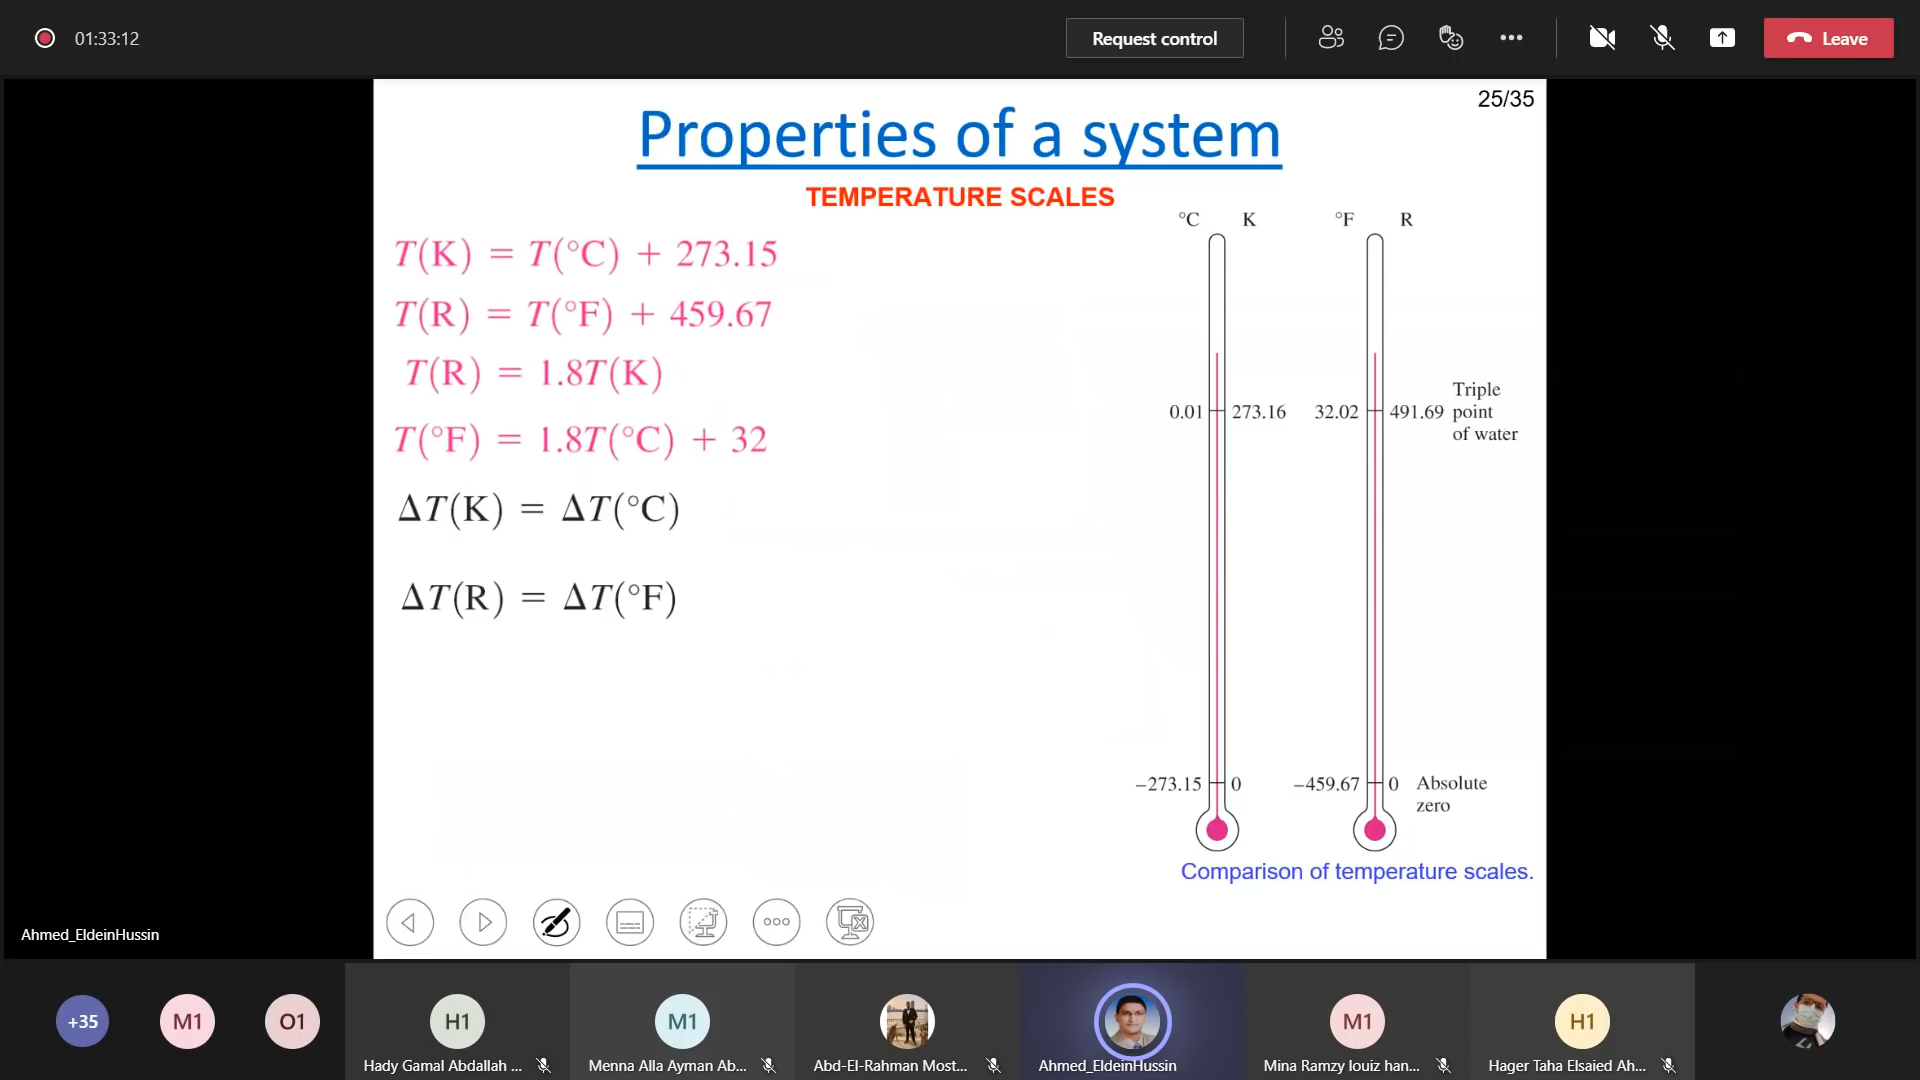 01:33:12
Request control
Leave
25/35
Properties of a system
TEMPERATURE SCALES
T(K) = T(°C) + 273.15
T(R) = T(°F) + 459.67
T(R) = 1.8T(K)
T(°F) = 1.8T(°C) + 32
ΔT(K) = ΔT(°C)
ΔT(R) = ΔT(°F)
°C K °F R
0.01 273.16 32.02 491.69 Triple point of water
−273.15 0 −459.67 0 Absolute zero
Comparison of temperature scales.
Ahmed_EldeinHussin
+35 M1 O1 H1 M1 M1 H1
Hady Gamal Abdallah ... Menna Alla Ayman Ab... Abd-El-Rahman Most... Ahmed_EldeinHussin Mina Ramzy louiz han... Hager Taha Elsaied Ah...